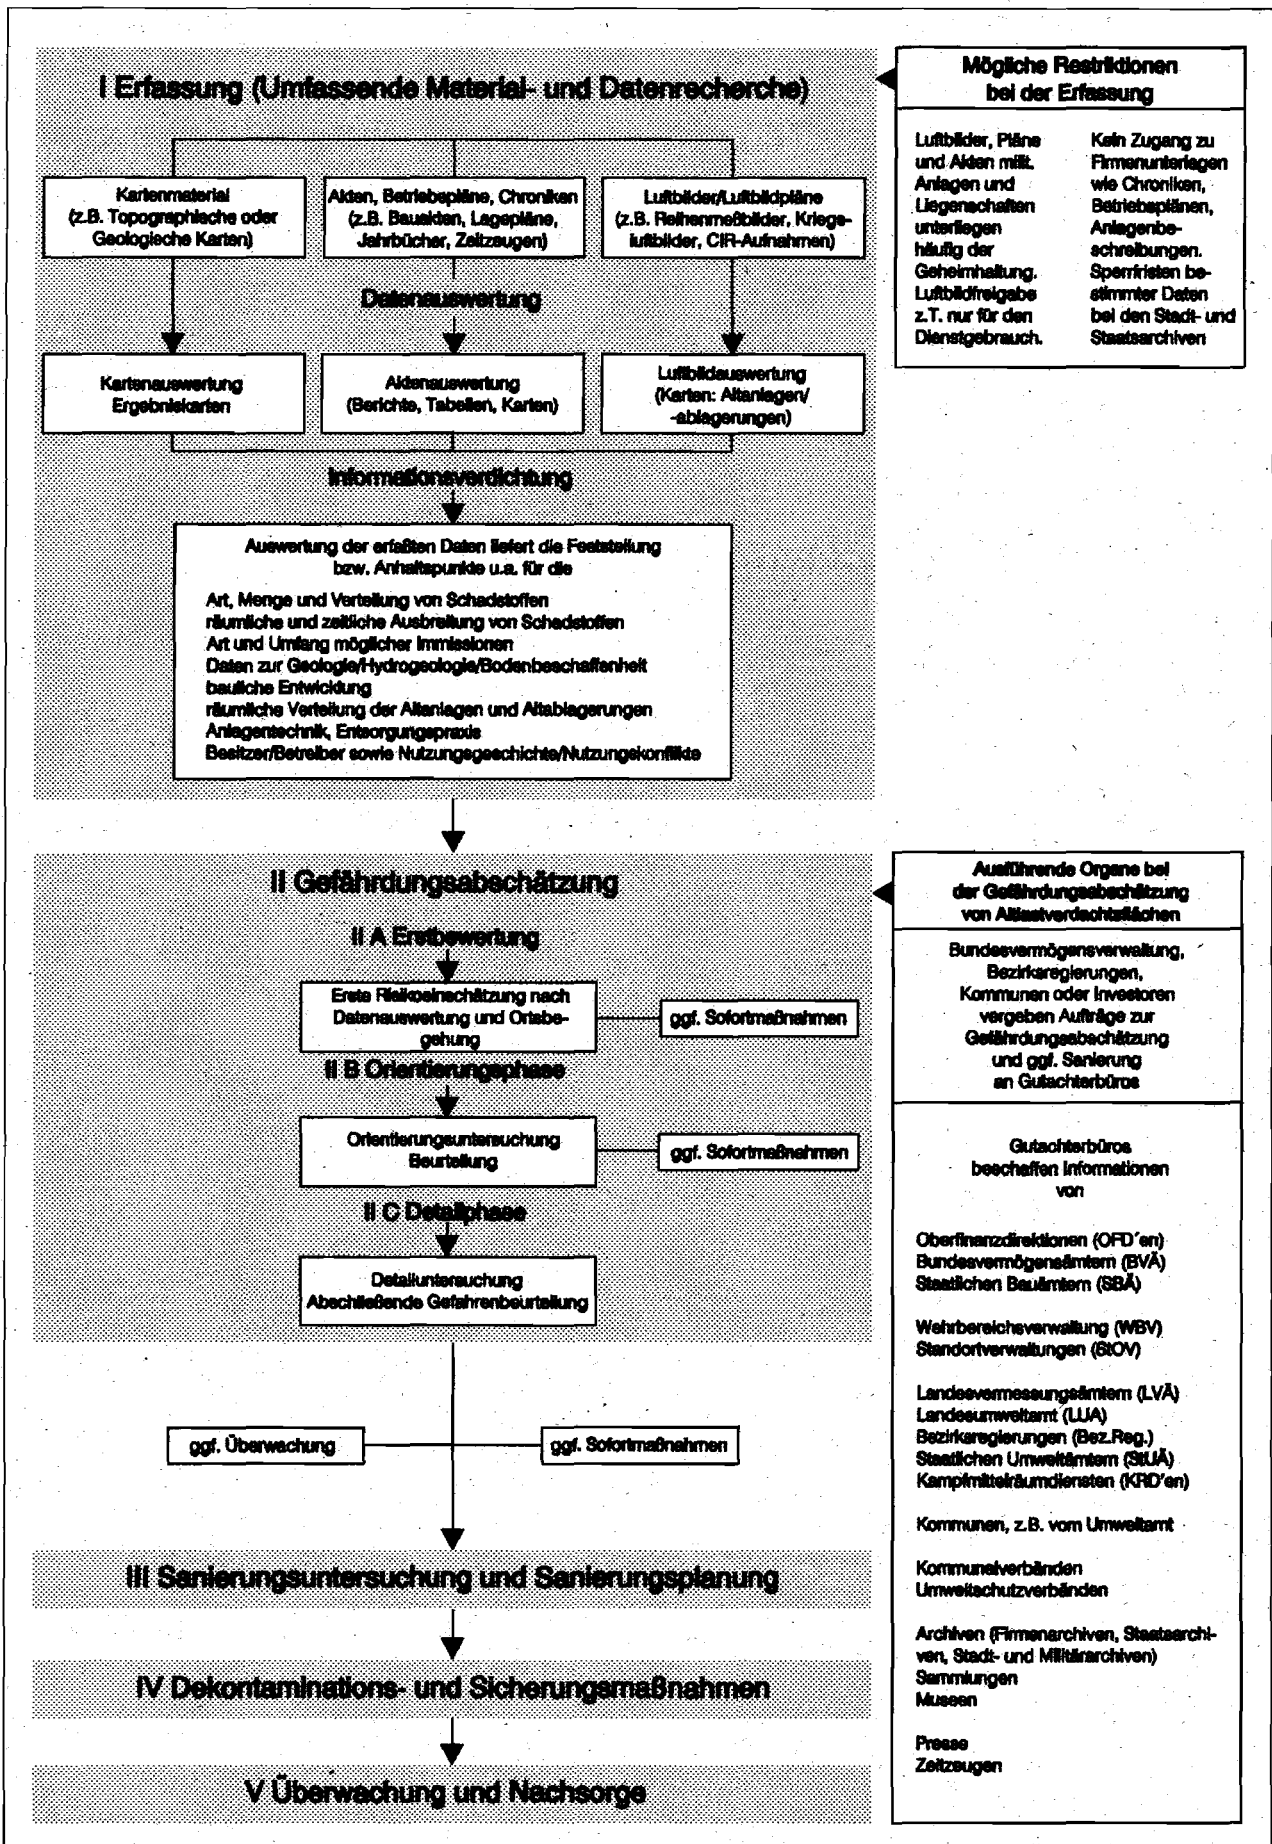 I Erfassung (Umfassende Material- und Datenrecherche)
Kartenmaterial
(z.B. Topographische oder
Geologische Karten)
Akten, Betriebspläne, Chroniken
(z.B. Bauakten, Lagepläne,
Jahrbücher, Zeitzeugen)
Luftbilder/Luftbildpläne
(z.B. Reihenmeßbilder, Kriegs-
luftbilder, CIR-Aufnahmen)
Datenauswertung
Kartenauswertung
Ergebniskarten
Aktenauswertung
(Berichte, Tabellen, Karten)
Luftbildauswertung
(Karten: Altanlagen/
-ablagerungen)
Informationsverdichtung
Auswertung der erfaßten Daten liefert die Feststellung
bzw. Anhaltspunkte u.a. für die
Art, Menge und Verteilung von Schadstoffen
räumliche und zeitliche Ausbreitung von Schadstoffen
Art und Umfang möglicher Immissionen
Daten zur Geologie/Hydrogeologie/Bodenbeschaffenheit
bauliche Entwicklung
räumliche Verteilung der Altanlagen und Altablagerungen
Anlagentechnik, Entsorgungspraxis
Besitzer/Betreiber sowie Nutzungsgeschichte/Nutzungskonflikte
Mögliche Restriktionen
bei der Erfassung
Luftbilder, Pläne
und Akten milit.
Anlagen und
Liegenschaften
unterliegen
häufig der
Geheimhaltung.
Luftbildfreigabe
z.T. nur für den
Dienstgebrauch.
Kein Zugang zu
Firmenunterlagen
wie Chroniken,
Betriebsplänen,
Anlagenbe-
schreibungen.
Sperrfristen be-
stimmter Daten
bei den Stadt- und
Staatsarchiven
II Gefährdungsabschätzung
II A Erstbewertung
Erste Risikoeinschätzung nach
Datenauswertung und Ortsbe-
gehung
ggf. Sofortmaßnahmen
II B Orientierungsphase
Orientierungsuntersuchung
Beurteilung
ggf. Sofortmaßnahmen
II C Detailphase
Detailuntersuchung
Abschließende Gefahrenbeurteilung
ggf. Überwachung
ggf. Sofortmaßnahmen
III Sanierungsuntersuchung und Sanierungsplanung
IV Dekontaminations- und Sicherungsmaßnahmen
V Überwachung und Nachsorge
Ausführende Organe bei
der Gefährdungsabschätzung
von Altlastverdachtsflächen
Bundesvermögensverwaltung,
Bezirksregierungen,
Kommunen oder Investoren
vergeben Aufträge zur
Gefährdungsabschätzung
und ggf. Sanierung
an Gutachterbüros
Gutachterbüros
beschaffen Informationen
von
Oberfinanzdirektionen (OFD'en)
Bundesvermögensämtern (BVÄ)
Staatlichen Bauämtern (SBÄ)
Wehrbereichsverwaltung (WBV)
Standortverwaltungen (StOV)
Landesvermessungsämtern (LVÄ)
Landesumweltamt (LUA)
Bezirksregierungen (Bez.Reg.)
Staatlichen Umweltämtern (StUÄ)
Kampfmittelräumdiensten (KRD'en)
Kommunen, z.B. vom Umweltamt
Kommunalverbänden
Umweltschutzverbänden
Archiven (Firmenarchiven, Staatsarchi-
ven, Stadt- und Militärarchiven)
Sammlungen
Museen
Presse
Zeitzeugen